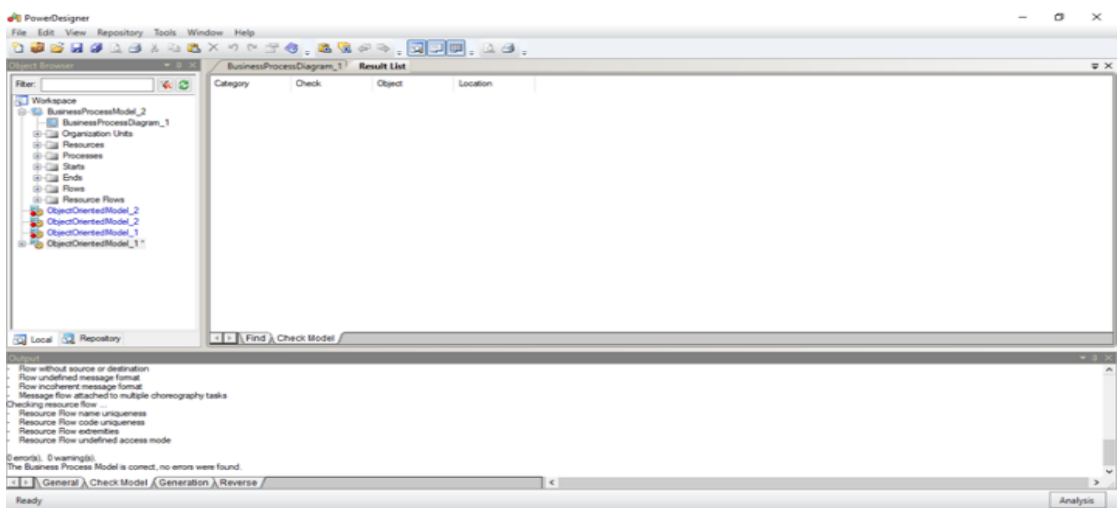 PowerDesigner
File Edit View Repository Tools Window Help
Object Browser
BusinessProcessDiagram_1 Result List
Filter:
Category Check Object Location
Workspace
BusinessProcessModel_2
BusinessProcessDiagram_1
Organization Units
Resources
Processes
Starts
Ends
Flows
Resource Flows
ObjectOrientedModel_2
ObjectOrientedModel_2
ObjectOrientedModel_1
ObjectOrientedModel_1 *
Local Repository
Find Check Model
Output
- Flow without source or destination
- Flow undefined message format
- Flow incoherent message format
- Message flow attached to multiple choreography tasks
Checking resource flow ...
- Resource Flow name uniqueness
- Resource Flow code uniqueness
- Resource Flow extremities
- Resource Flow undefined access mode
0 error(s), 0 warning(s).
The Business Process Model is correct, no errors were found.
General Check Model Generation Reverse
Ready Analysis